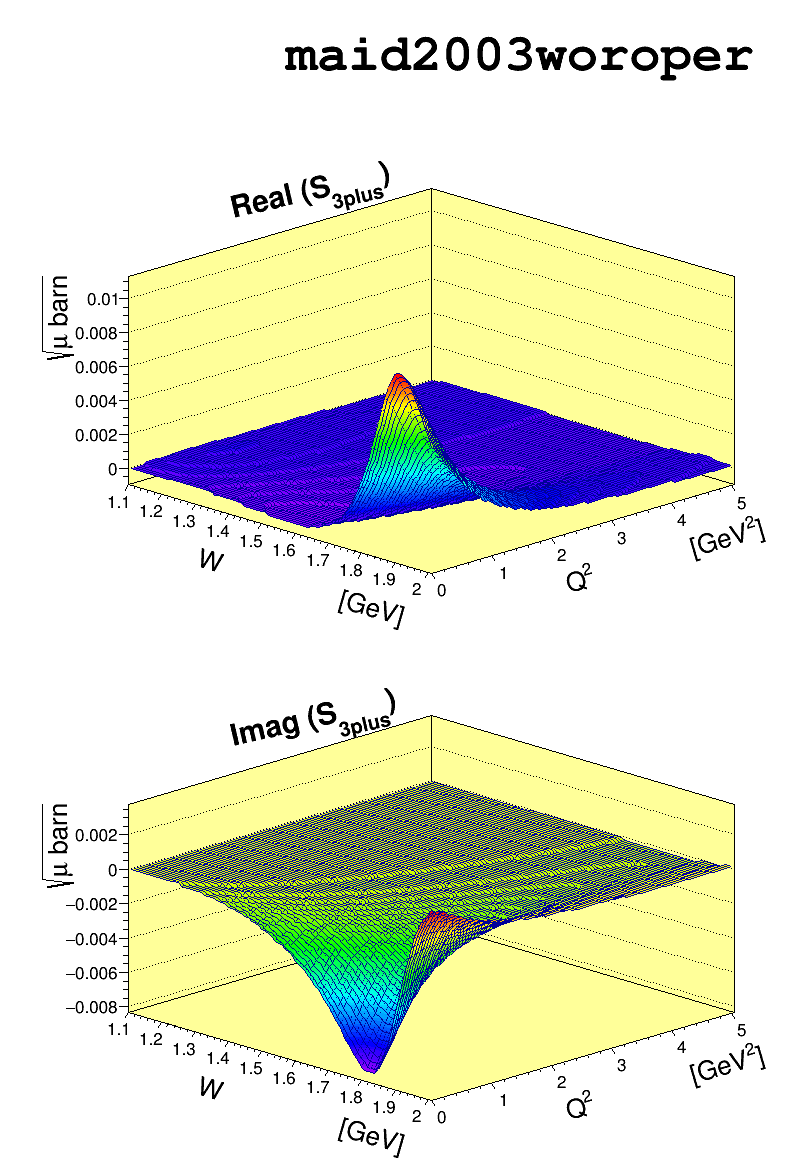 maid2003woroper
Real (S3plus)
√μ barn
0.01
0.008
0.006
0.004
0.002
0
1.1 1.2 1.3 1.4 1.5 1.6 1.7 1.8 1.9 2
W
[GeV]
0 1 2 3 4 5
Q²
[GeV²]
Imag (S3plus)
√μ barn
0.002
0
−0.002
−0.004
−0.006
−0.008
1.1 1.2 1.3 1.4 1.5 1.6 1.7 1.8 1.9 2
W
[GeV]
0 1 2 3 4 5
Q²
[GeV²]